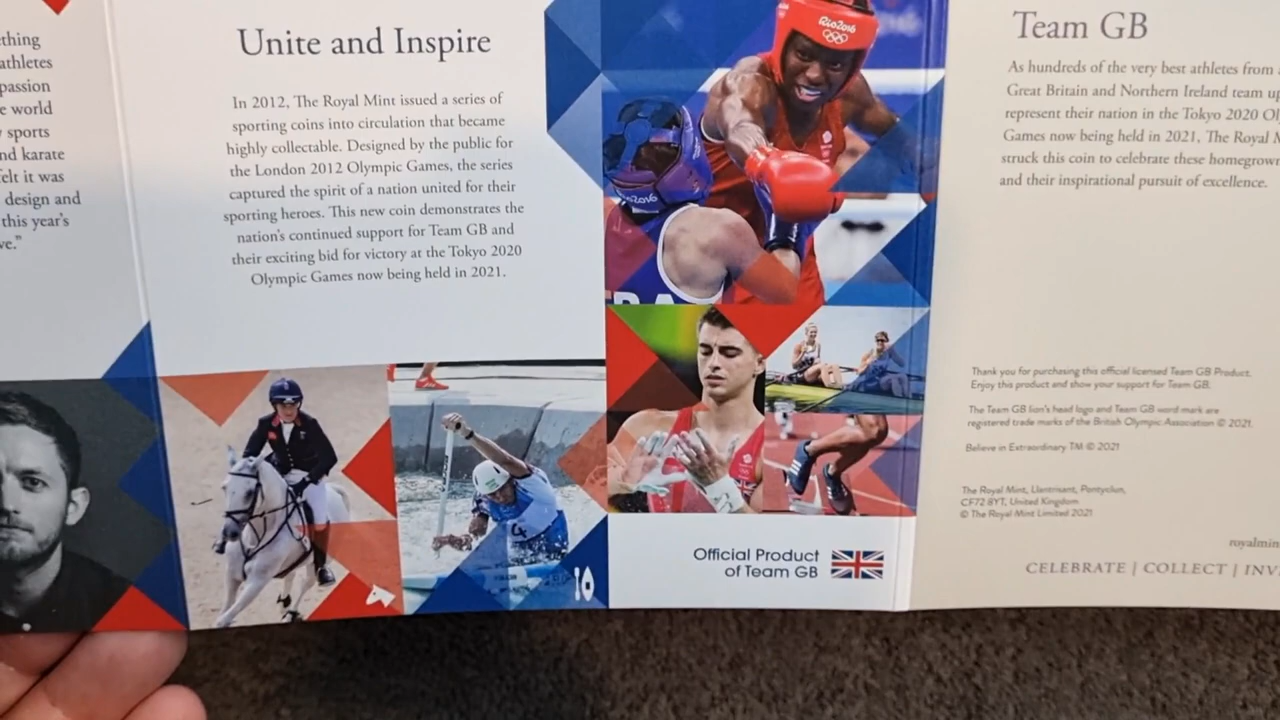 thing
athletes
passion
e world
sports
nd karate
felt it was
design and
this year's
ve."
Unite and Inspire
In 2012, The Royal Mint issued a series of
sporting coins into circulation that became
highly collectable. Designed by the public for
the London 2012 Olympic Games, the series
captured the spirit of a nation united for their
sporting heroes. This new coin demonstrates the
nation's continued support for Team GB and
their exciting bid for victory at the Tokyo 2020
Olympic Games now being held in 2021.
Rio2016
Official Product
of Team GB
Team GB
As hundreds of the very best athletes from
Great Britain and Northern Ireland team up
represent their nation in the Tokyo 2020 Ol
Games now being held in 2021, The Royal M
struck this coin to celebrate these homegrown
and their inspirational pursuit of excellence.
Thank you for purchasing this official licensed Team GB Product.
Enjoy this product and show your support for Team GB.
The Team GB lion's head logo and Team GB word mark are
registered trade marks of the British Olympic Association © 2021.
Believe in Extraordinary TM © 2021
The Royal Mint, Llantrisant, Pontyclun,
CF72 8YT, United Kingdom
© The Royal Mint Limited 2021
royalmin
CELEBRATE | COLLECT | INV